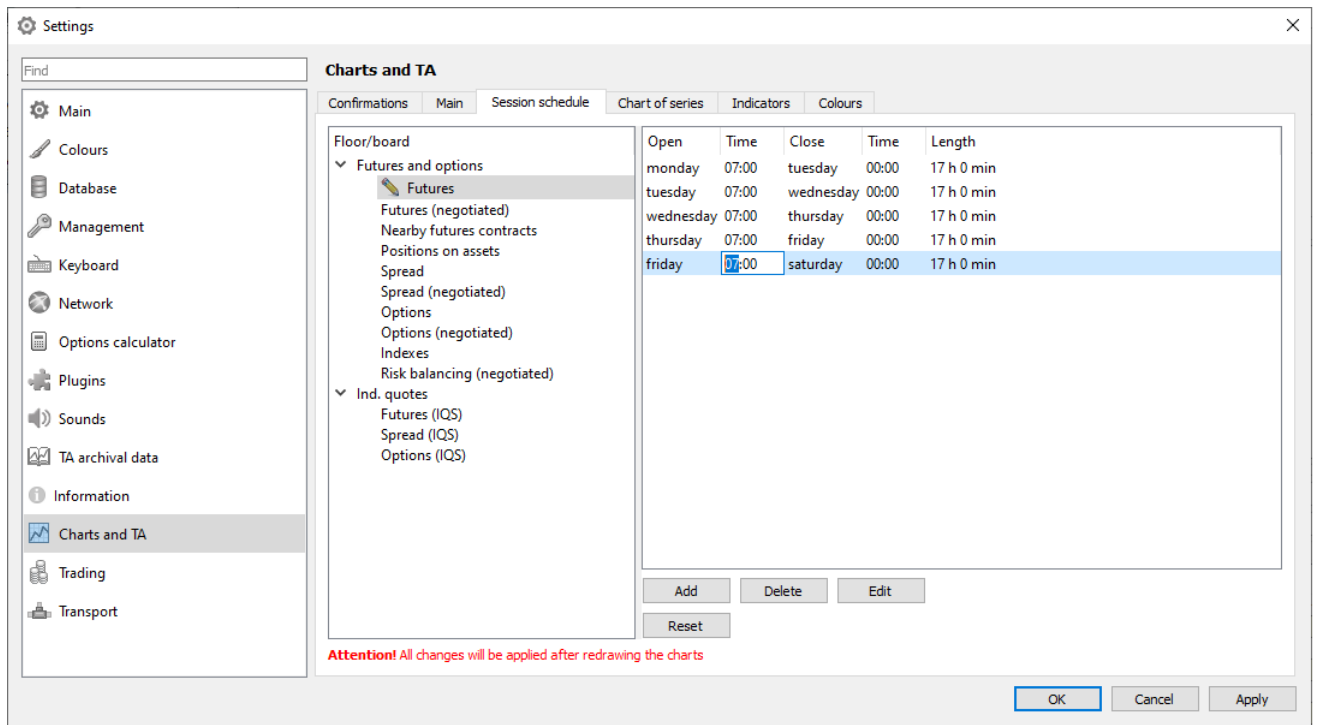 Settings
Find
Main
Colours
Database
Management
Keyboard
Network
Options calculator
Plugins
Sounds
TA archival data
Information
Charts and TA
Trading
Transport
Charts and TA
Confirmations Main Session schedule Chart of series Indicators Colours
Floor/board
Futures and options
Futures
Futures (negotiated)
Nearby futures contracts
Positions on assets
Spread
Spread (negotiated)
Options
Options (negotiated)
Indexes
Risk balancing (negotiated)
Ind. quotes
Futures (IQS)
Spread (IQS)
Options (IQS)
Open Time Close Time Length
monday 07:00 tuesday 00:00 17 h 0 min
tuesday 07:00 wednesday 00:00 17 h 0 min
wednesday 07:00 thursday 00:00 17 h 0 min
thursday 07:00 friday 00:00 17 h 0 min
friday 07:00 saturday 00:00 17 h 0 min
Add Delete Edit
Reset
Attention! All changes will be applied after redrawing the charts
OK Cancel Apply